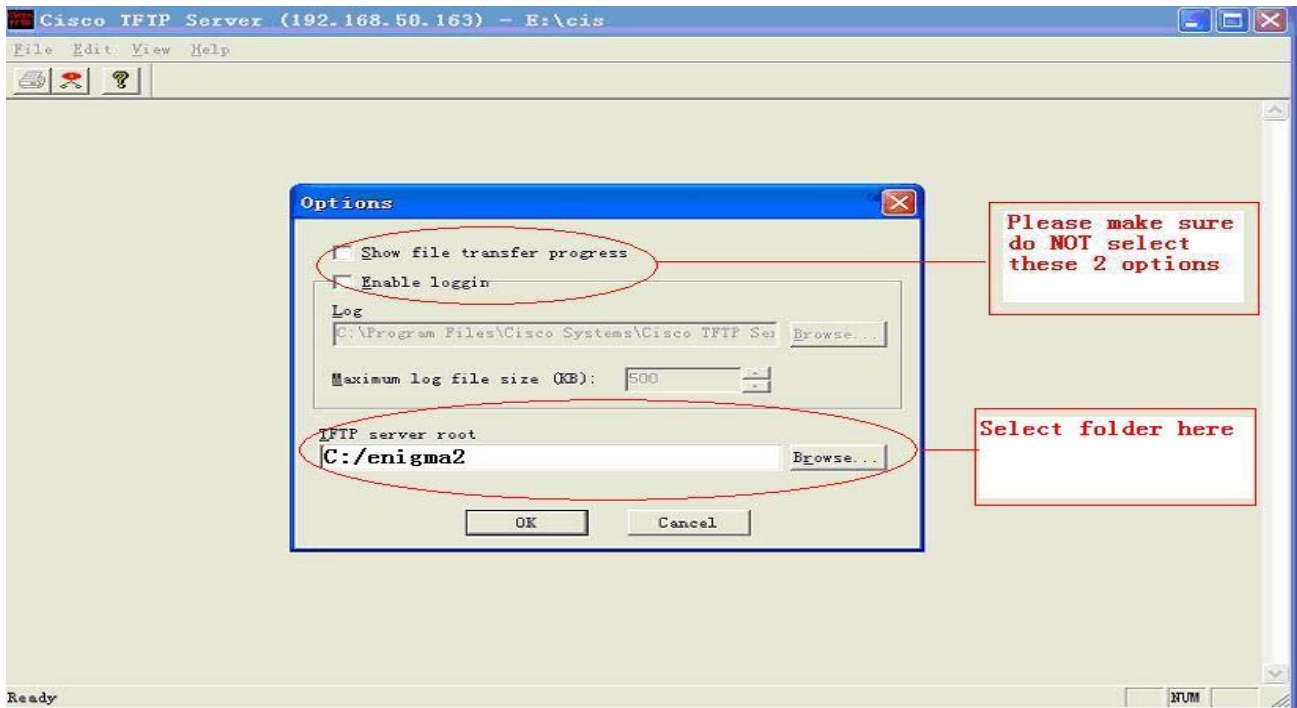 Cisco TFTP Server (192.168.50.163) - E:\cis
File Edit View Help
Options
Show file transfer progress
Enable loggin
Log
C:\Program Files\Cisco Systems\Cisco TFTP Ser
Browse...
Maximum log file size (KB):
500
TFTP server root
C:/enigma2
Browse...
OK
Cancel
Please make sure
do NOT select
these 2 options
Select folder here
Ready
NUM